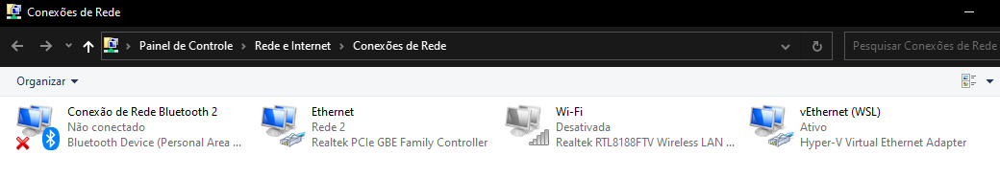 Conexões de Rede
Painel de Controle > Rede e Internet > Conexões de Rede
Pesquisar Conexões de Rede
Organizar
Conexão de Rede Bluetooth 2
Não conectado
Bluetooth Device (Personal Area ...
Ethernet
Rede 2
Realtek PCIe GBE Family Controller
Wi-Fi
Desativada
Realtek RTL8188FTV Wireless LAN ...
vEthernet (WSL)
Ativo
Hyper-V Virtual Ethernet Adapter